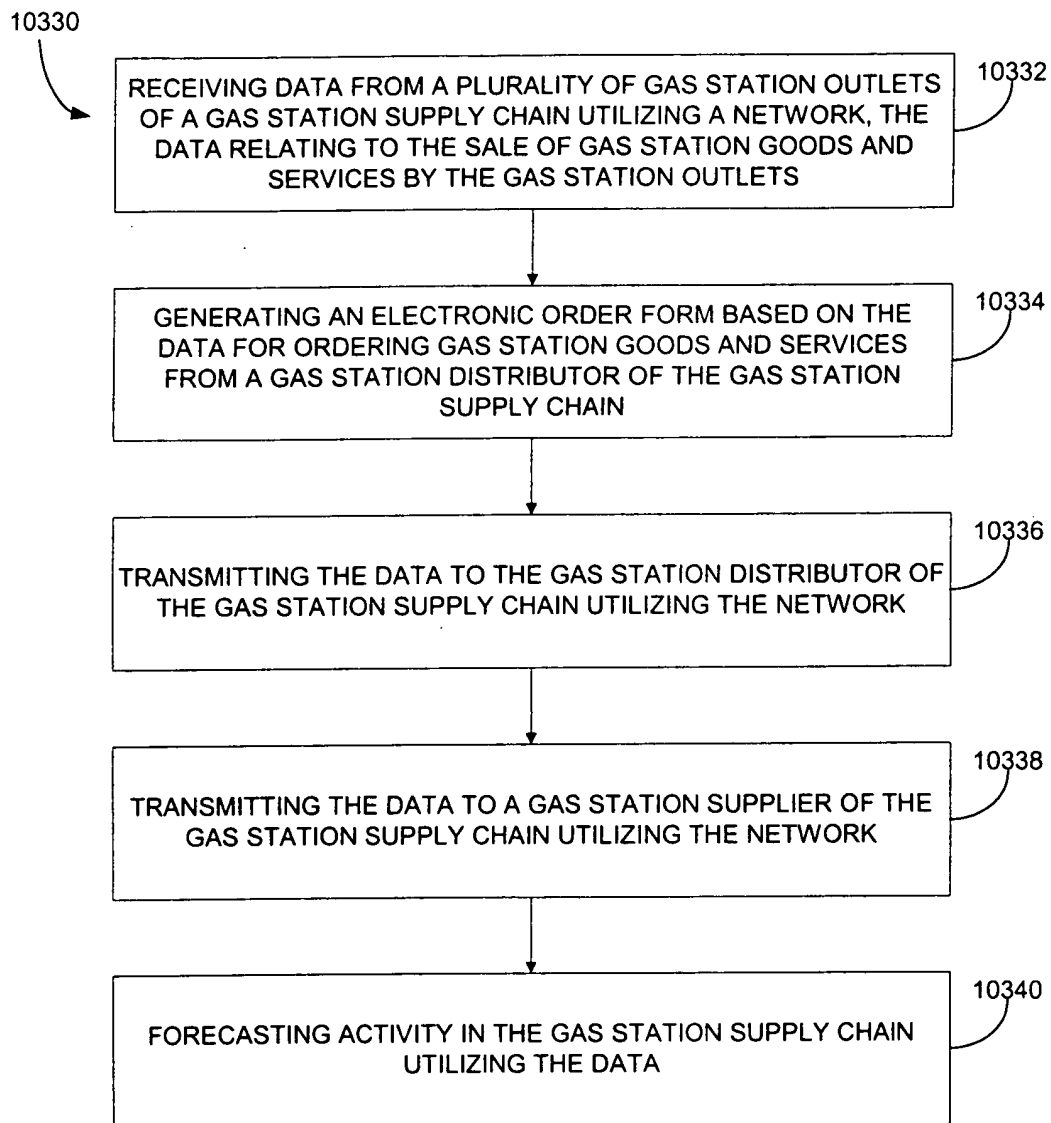 10330
RECEIVING DATA FROM A PLURALITY OF GAS STATION OUTLETS
OF A GAS STATION SUPPLY CHAIN UTILIZING A NETWORK, THE
DATA RELATING TO THE SALE OF GAS STATION GOODS AND
SERVICES BY THE GAS STATION OUTLETS
10332
GENERATING AN ELECTRONIC ORDER FORM BASED ON THE
DATA FOR ORDERING GAS STATION GOODS AND SERVICES
FROM A GAS STATION DISTRIBUTOR OF THE GAS STATION
SUPPLY CHAIN
10334
TRANSMITTING THE DATA TO THE GAS STATION DISTRIBUTOR OF
THE GAS STATION SUPPLY CHAIN UTILIZING THE NETWORK
10336
TRANSMITTING THE DATA TO A GAS STATION SUPPLIER OF THE
GAS STATION SUPPLY CHAIN UTILIZING THE NETWORK
10338
FORECASTING ACTIVITY IN THE GAS STATION SUPPLY CHAIN
UTILIZING THE DATA
10340